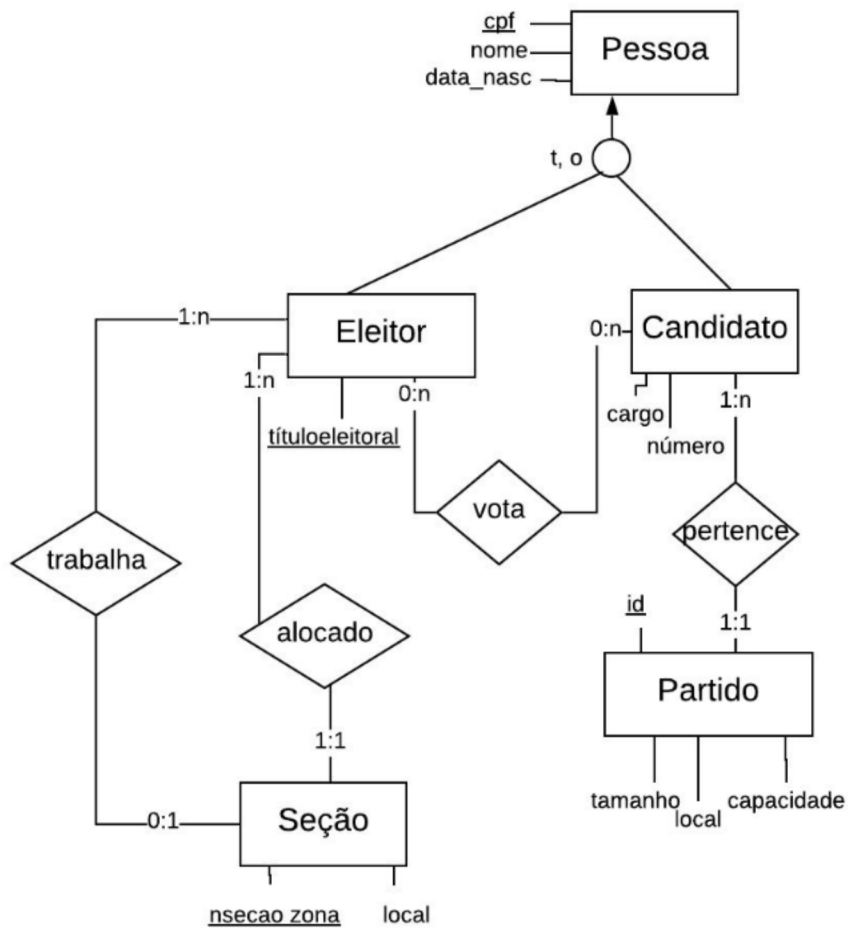 cpf
nome
data_nasc
Pessoa
t, o
Eleitor
Candidato
1:n
1:n
0:n
0:n
títuloeleitoral
cargo
número
1:n
vota
pertence
trabalha
alocado
id
1:1
Partido
1:1
tamanho
local
capacidade
0:1
Seção
nsecao zona
local